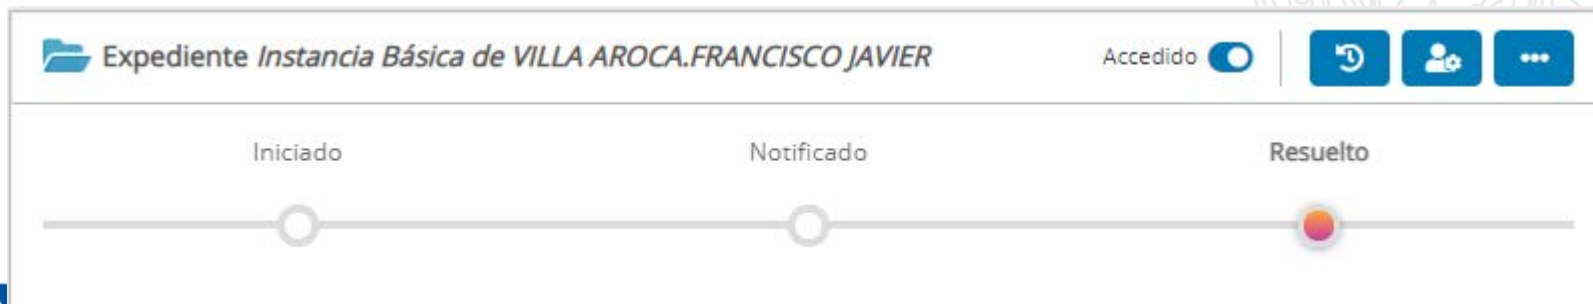 Expediente Instancia Básica de VILLA AROCA.FRANCISCO JAVIER Accedido
Iniciado Notificado Resuelto